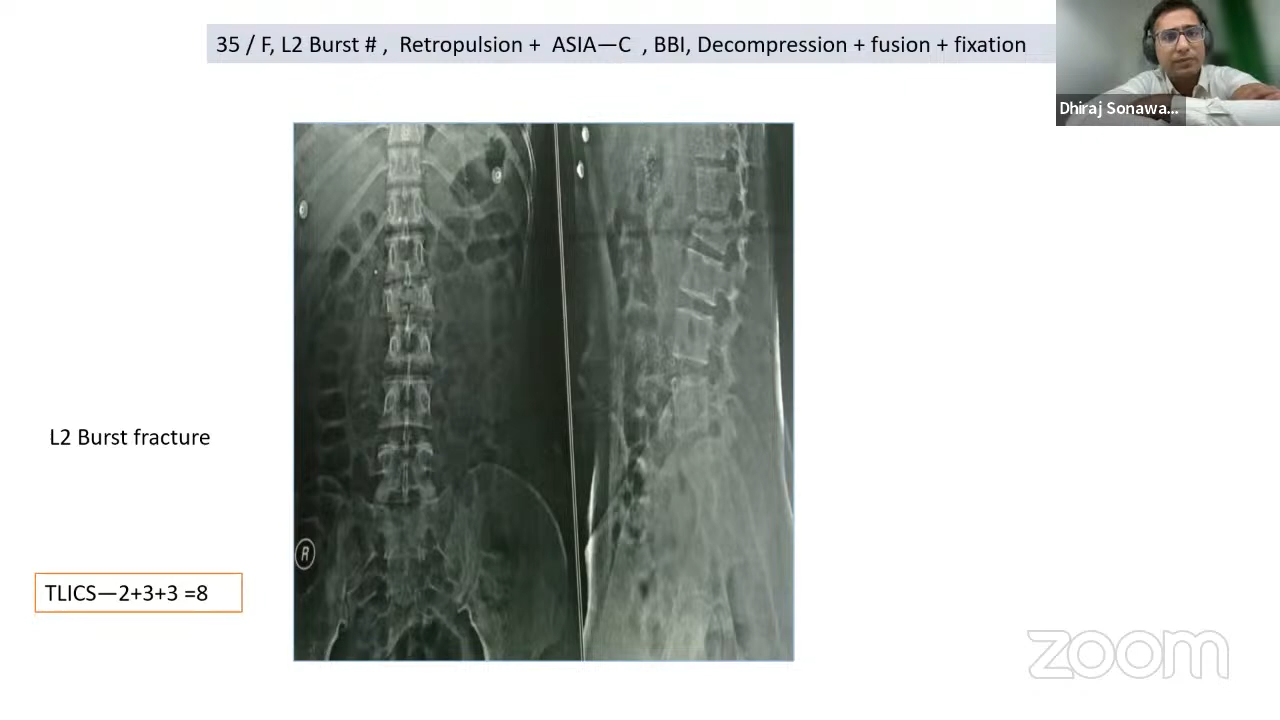 35 / F, L2 Burst # , Retropulsion + ASIA—C , BBI, Decompression + fusion + fixation
Dhiraj Sonawa...
L2 Burst fracture
R
TLICS—2+3+3 =8
zoom